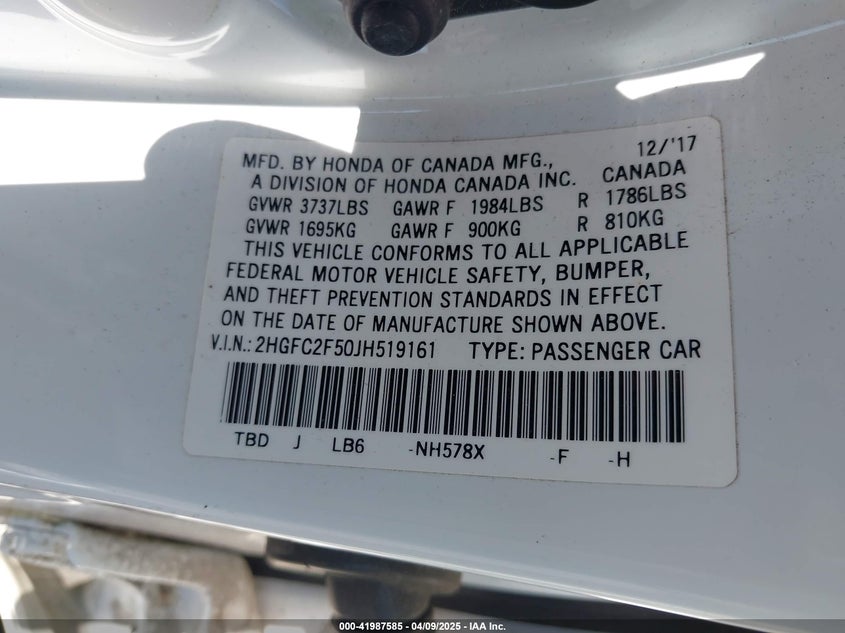 12/'17
MFD. BY HONDA OF CANADA MFG.,
A DIVISION OF HONDA CANADA INC. CANADA
GVWR 3737LBS GAWR F 1984LBS R 1786LBS
GVWR 1695KG GAWR F 900KG R 810KG
THIS VEHICLE CONFORMS TO ALL APPLICABLE
FEDERAL MOTOR VEHICLE SAFETY, BUMPER,
AND THEFT PREVENTION STANDARDS IN EFFECT
ON THE DATE OF MANUFACTURE SHOWN ABOVE.
V.I.N.: 2HGFC2F50JH519161 TYPE: PASSENGER CAR
TBD J LB6 -NH578X -F -H
000-41987585 - 04/09/2025 - IAA Inc.